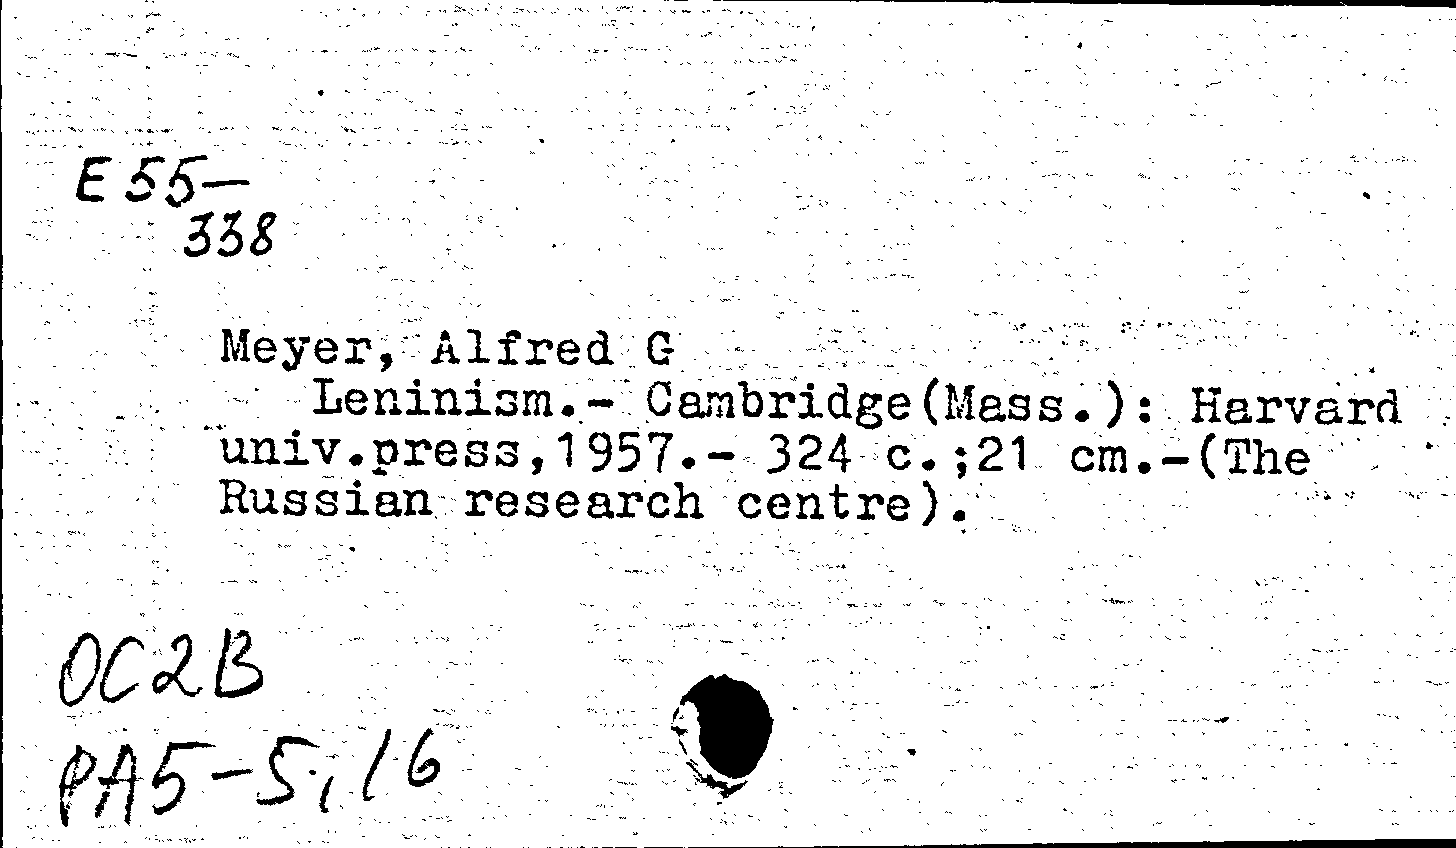 E 55–
338
Meyer, Alfred G
Leninism.- Cambridge(Mass.): Harvard
univ.press,1957.- 324 c.;21 cm.-(The
Russian research centre).
OC2B
PA5-5,16